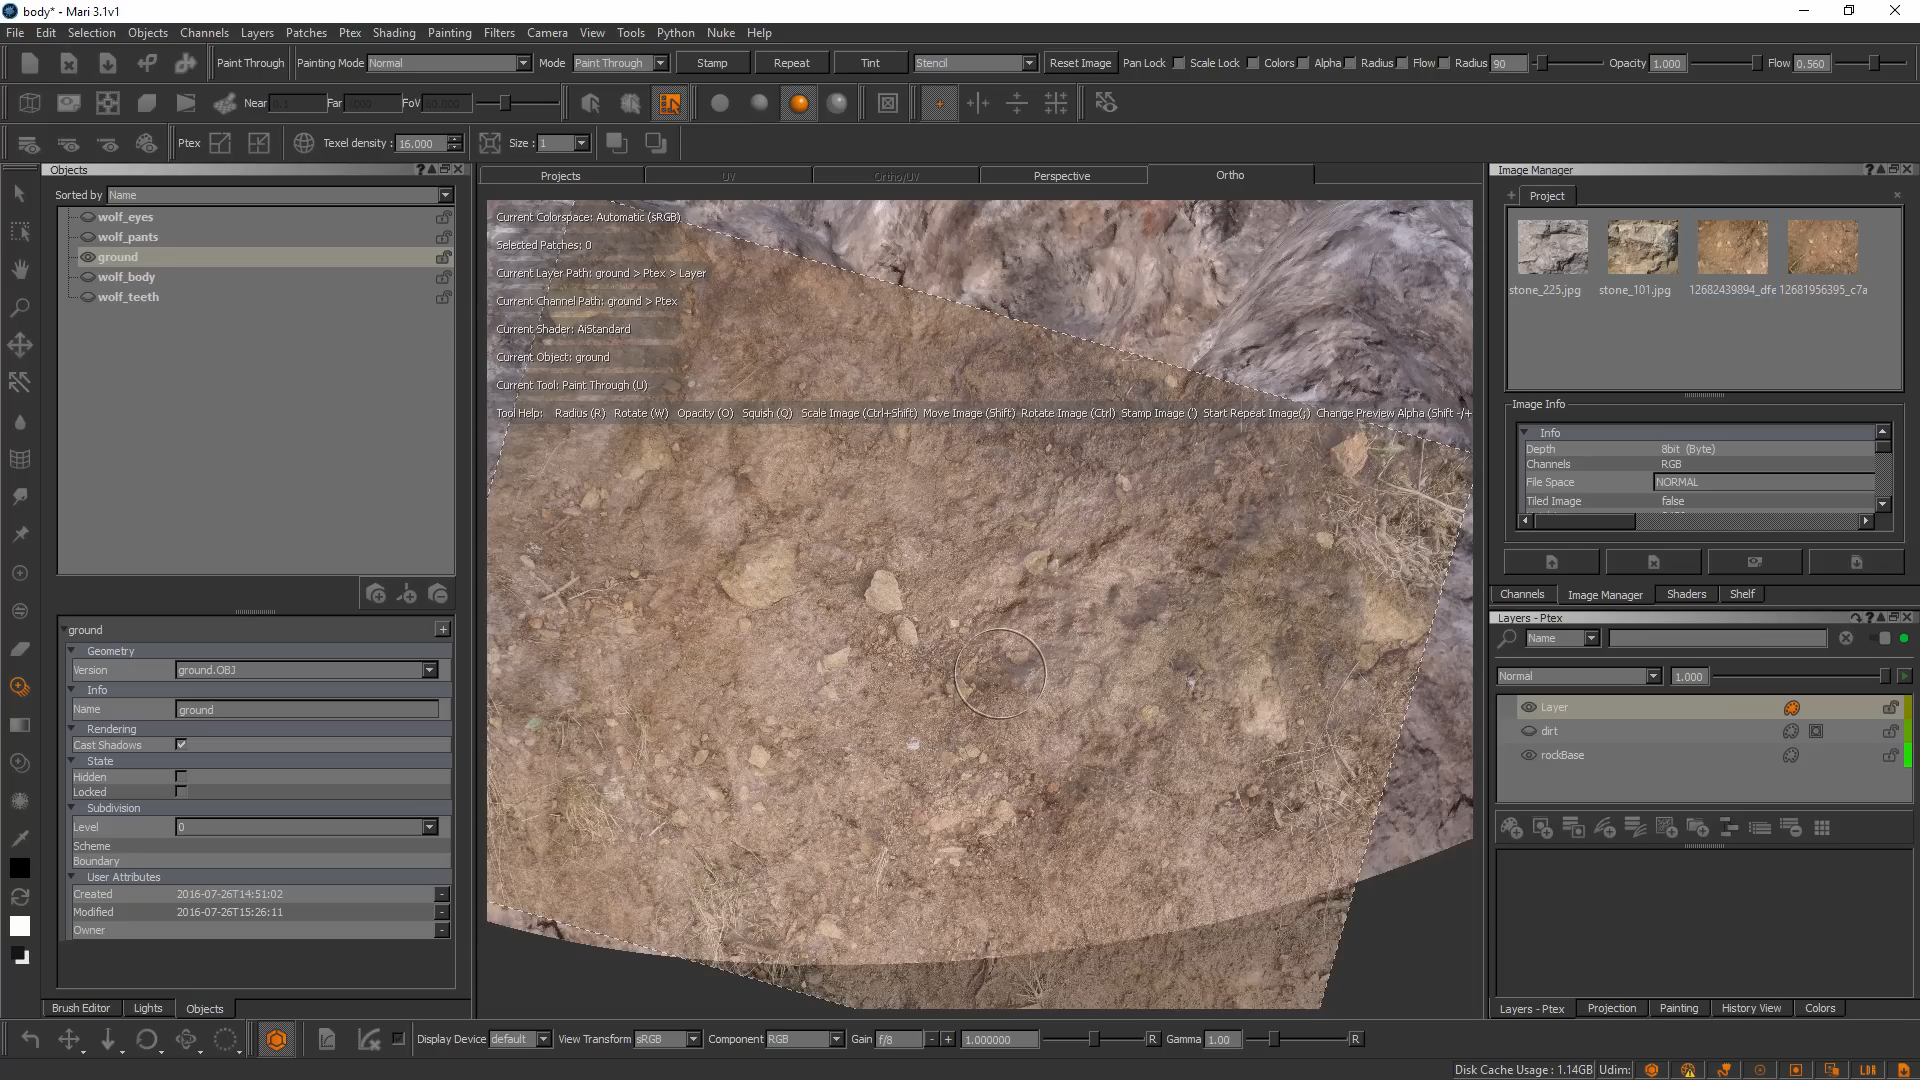 body* - Mari 3.1v1
File Edit Selection Objects Channels Layers Patches Ptex Shading Painting Filters Camera View Tools Python Nuke Help
Paint Through Painting Mode Normal Mode Paint Through Stamp Repeat Tint Stencil Reset Image Pan Lock Scale Lock Colors Alpha Radius Flow Radius 90 Opacity 1.000 Flow 0.560
Near 0.1 Far FoV
Ptex Texel density : 16.000 Size : 1
Objects
Sorted by Name
wolf_eyes
wolf_pants
ground
wolf_body
wolf_teeth
ground
Geometry
Version ground.OBJ
Info
Name ground
Rendering
Cast Shadows
State
Hidden
Locked
Subdivision
Level 0
Scheme
Boundary
User Attributes
Created 2016-07-26T14:51:02
Modified 2016-07-26T15:26:11
Owner
Brush Editor Lights Objects
Projects UV Ortho/UV Perspective Ortho
Current Colorspace: Automatic (sRGB)
Selected Patches: 0
Current Layer Path: ground > Ptex > Layer
Current Channel Path: ground > Ptex
Current Shader: AiStandard
Current Object: ground
Current Tool: Paint Through (U)
Tool Help: Radius (R) Rotate (W) Opacity (O) Squish (Q) Scale Image (Ctrl+Shift) Move Image (Shift) Rotate Image (Ctrl) Stamp Image (') Start Repeat Image(;) Change Preview Alpha (Shift -/+
Image Manager
Project
stone_225.jpg stone_101.jpg 12682439894_dfe 12681956395_c7a
Image Info
Info
Depth 8bit (Byte)
Channels RGB
File Space NORMAL
Tiled Image false
Channels Image Manager Shaders Shelf
Layers - Ptex
Name
Normal 1.000
Layer
dirt
rockBase
Layers - Ptex Projection Painting History View Colors
Display Device default View Transform sRGB Component RGB Gain f/8 - + 1.000000 R Gamma 1.00 R
Disk Cache Usage : 1.14GB Udim: LDR